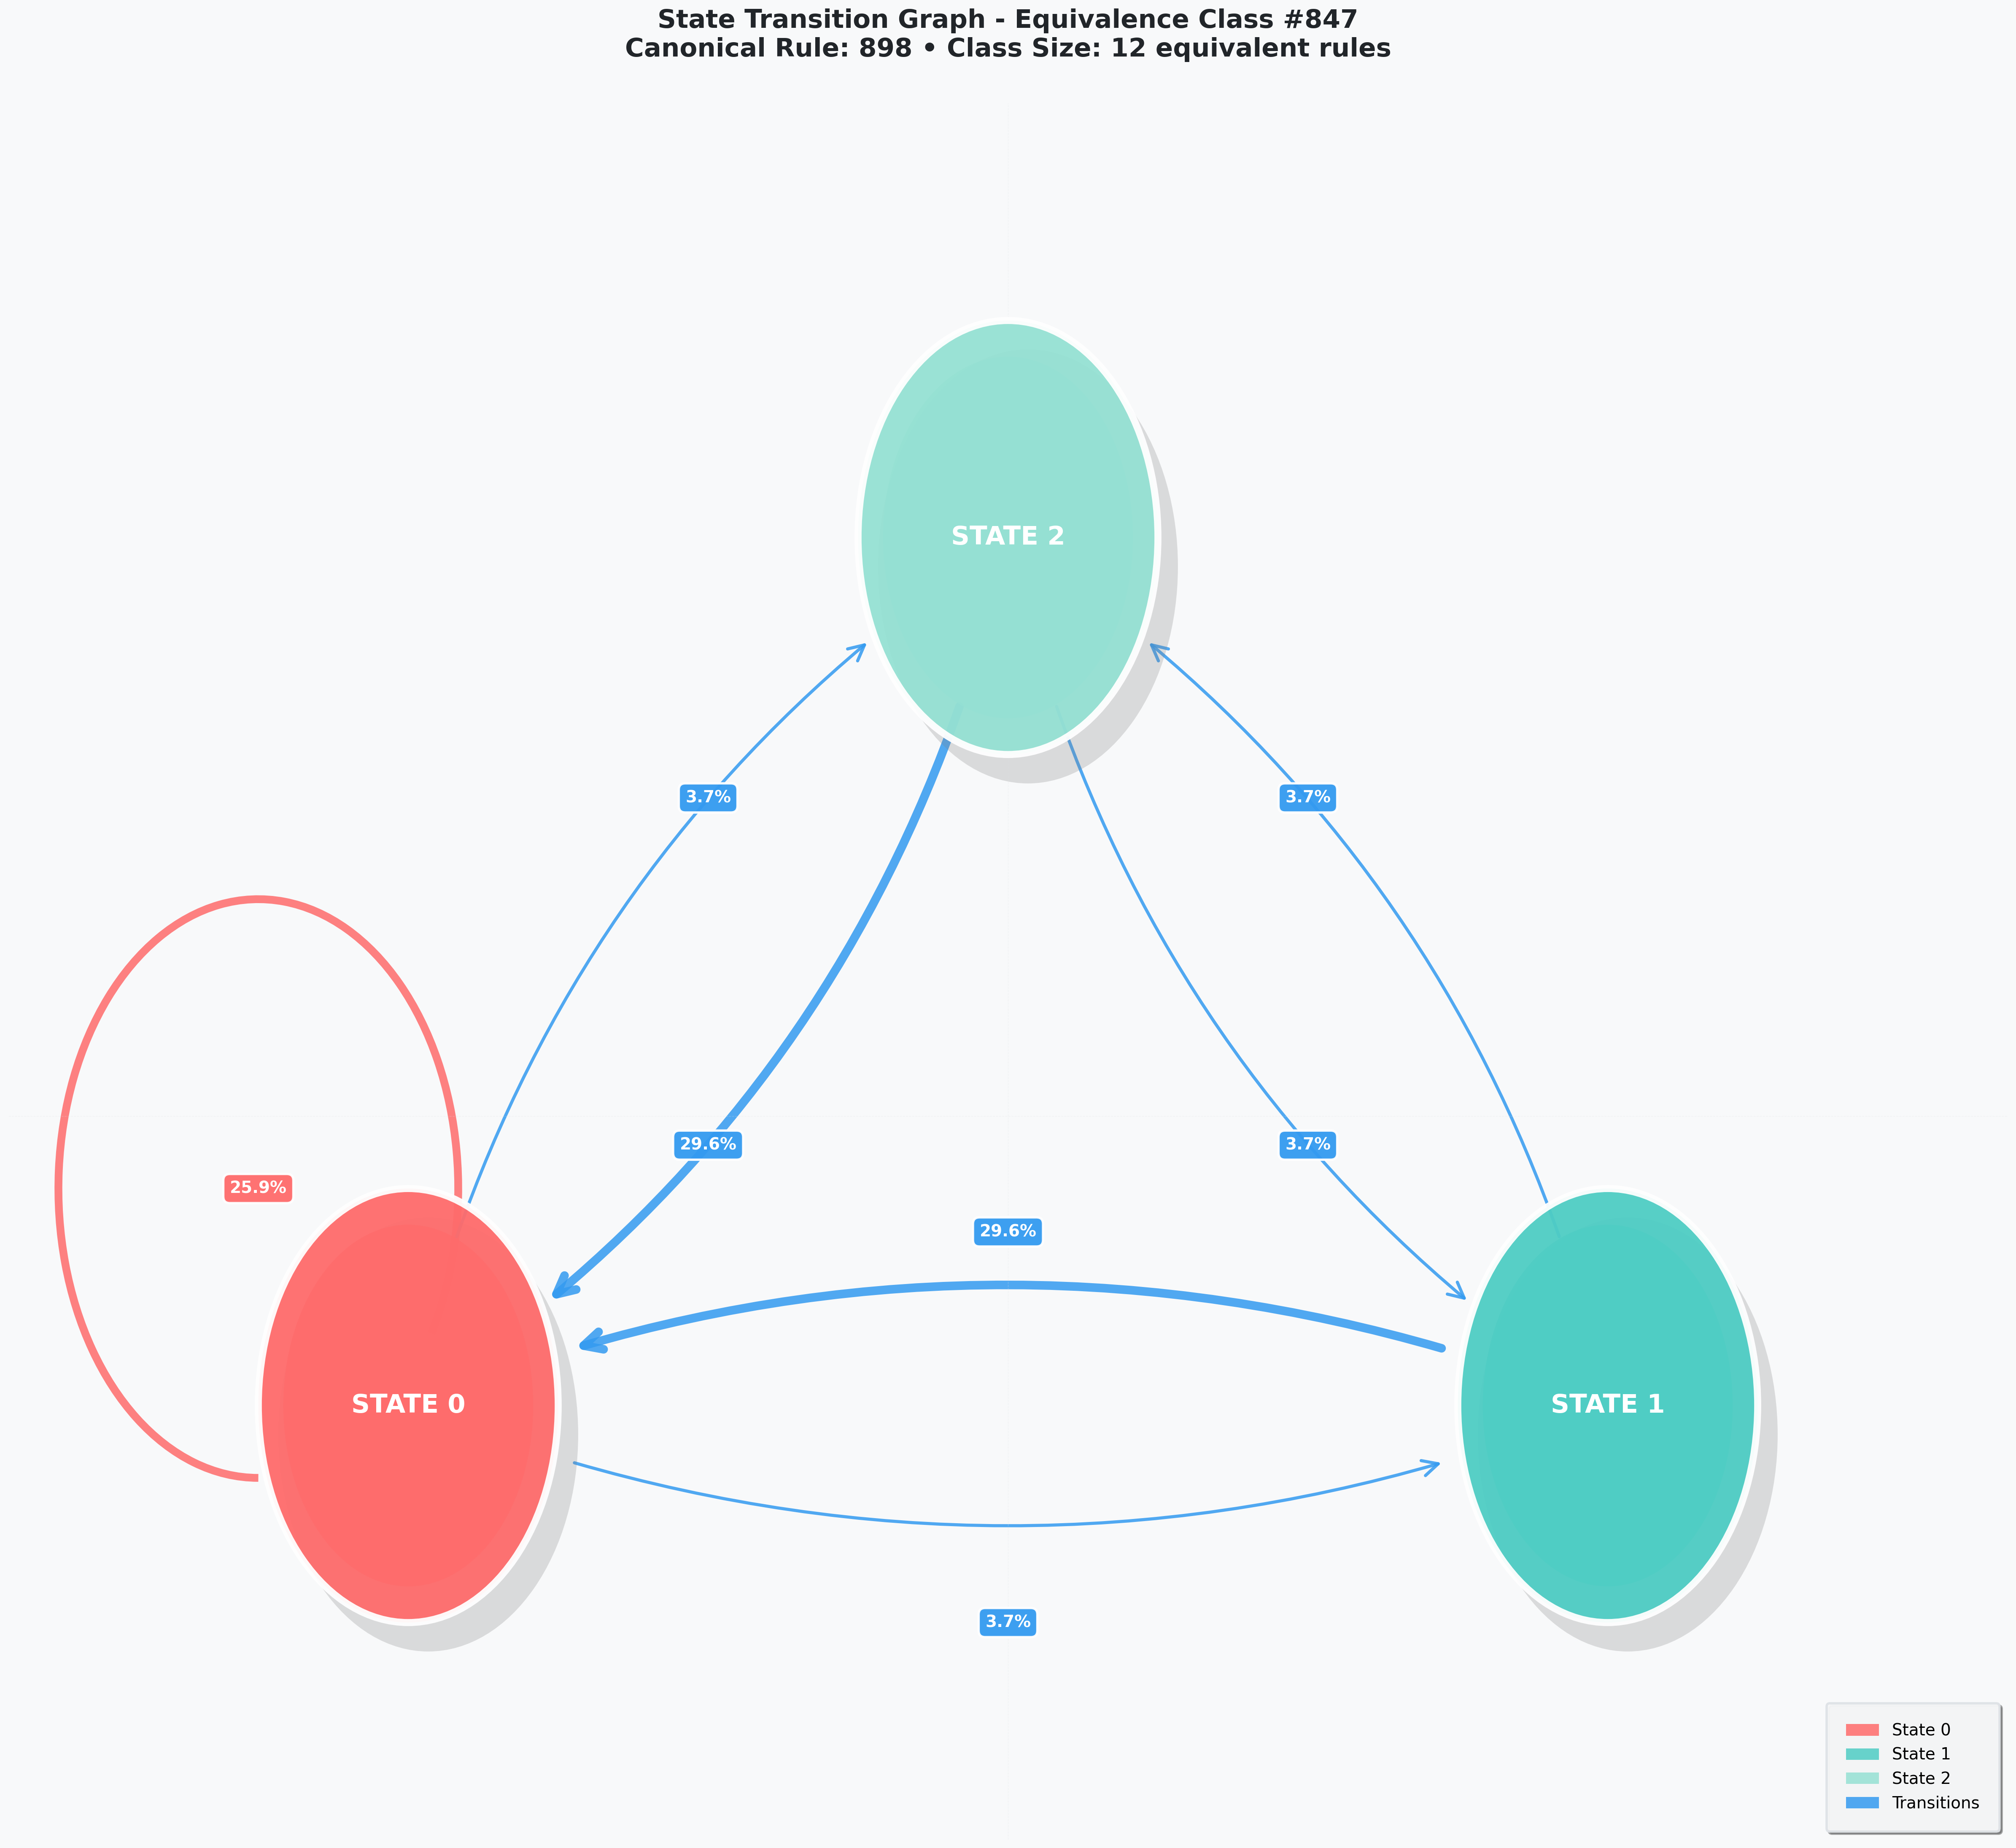 State Transition Graph - Equivalence Class #847
Canonical Rule: 898 • Class Size: 12 equivalent rules
STATE 2
3.7%
3.7%
29.6%
3.7%
25.9%
29.6%
STATE 0
STATE 1
3.7%
State 0
State 1
State 2
Transitions